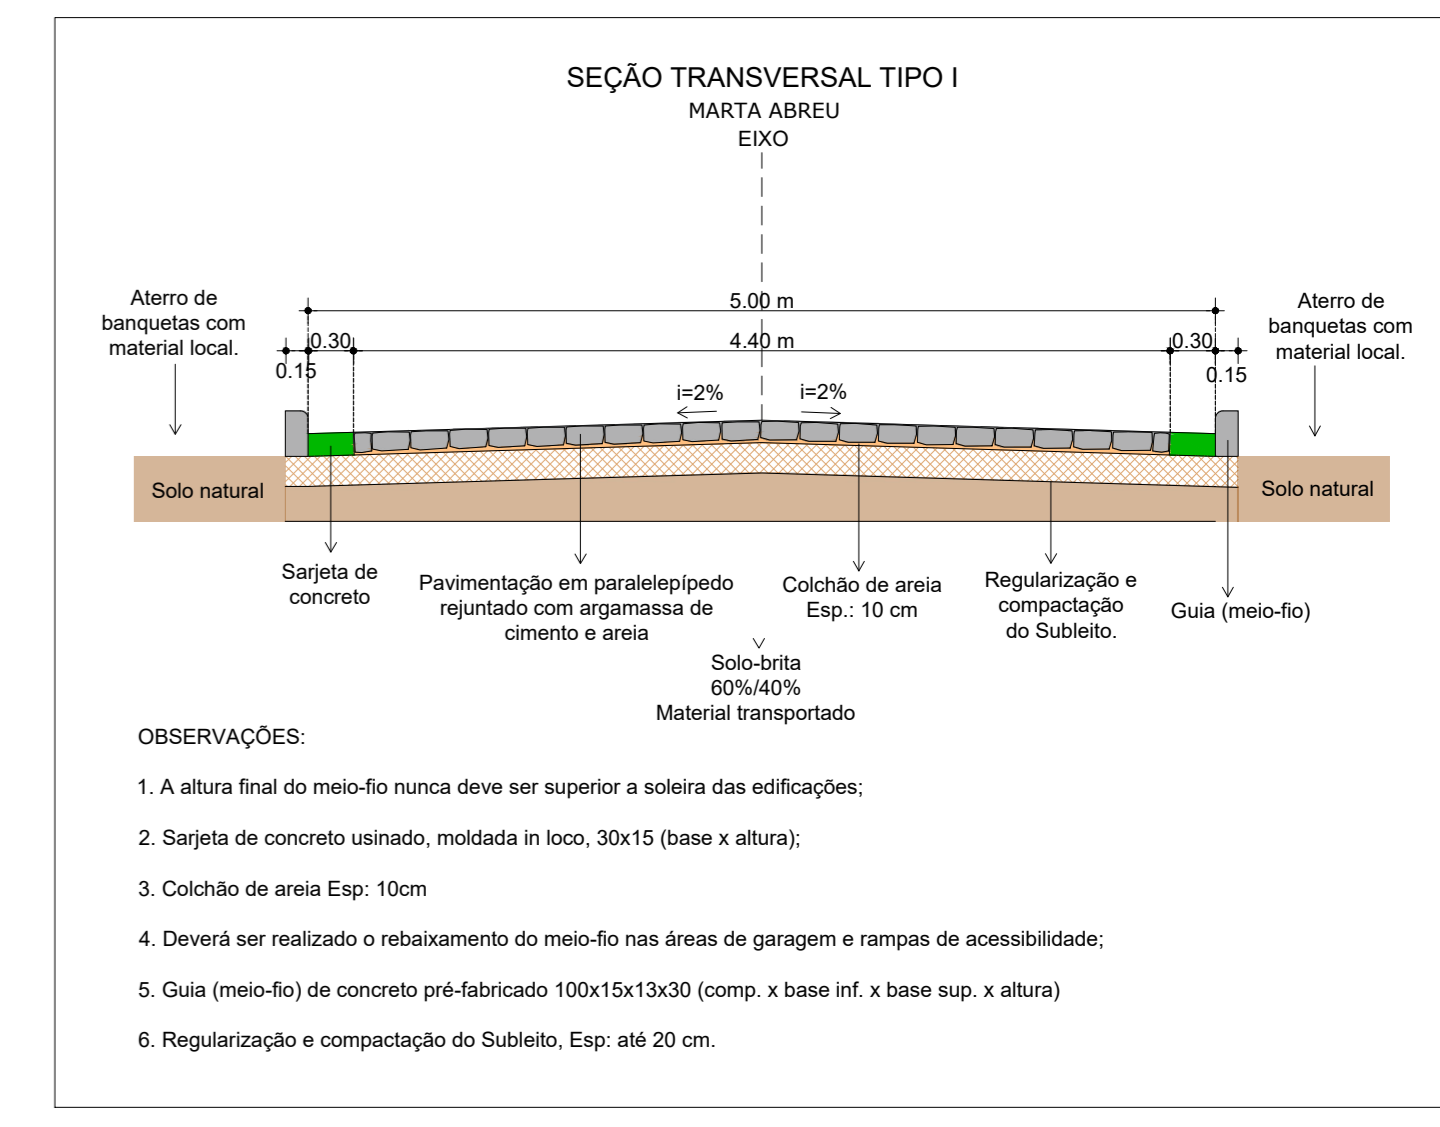 SEÇÃO TRANSVERSAL TIPO I
MARTA ABREU
EIXO
Aterro de
banquetas com
material local.
Aterro de
banquetas com
material local.
5.00 m
0.30
4.40 m
0.30
0.15
0.15
i=2%
i=2%
Solo natural
Solo natural
Sarjeta de
concreto
Pavimentação em paralelepípedo
rejuntado com argamassa de
cimento e areia
Colchão de areia
Esp.: 10 cm
Regularização e
compactação
do Subleito.
Guia (meio-fio)
Solo-brita
60%/40%
Material transportado
OBSERVAÇÕES:
1. A altura final do meio-fio nunca deve ser superior a soleira das edificações;
2. Sarjeta de concreto usinado, moldada in loco, 30x15 (base x altura);
3. Colchão de areia Esp: 10cm
4. Deverá ser realizado o rebaixamento do meio-fio nas áreas de garagem e rampas de acessibilidade;
5. Guia (meio-fio) de concreto pré-fabricado 100x15x13x30 (comp. x base inf. x base sup. x altura)
6. Regularização e compactação do Subleito, Esp: até 20 cm.